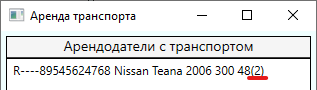 Аренда транспорта
Арендодатели с транспортом
R----89545624768 Nissan Teana 2006 300 48(2)